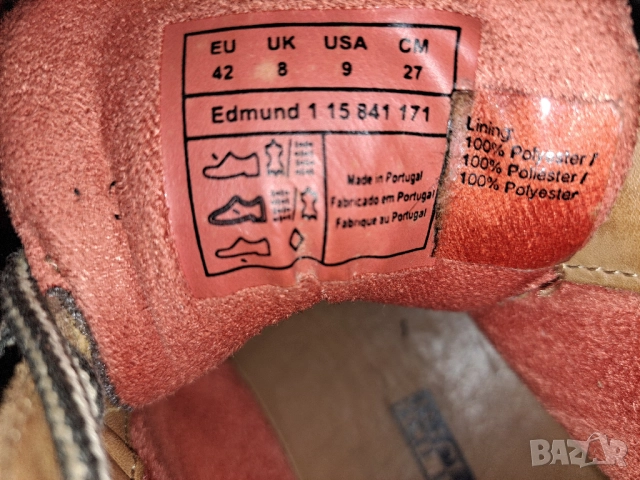 EU UK USA CM
42 8 9 27
Edmund 1 15 841 171
Made in Portugal
Fabricado em Portugal
Fabrique au Portugal
Lining:
100% Polyester /
100% Poliester /
100% Polyester
BAZAR